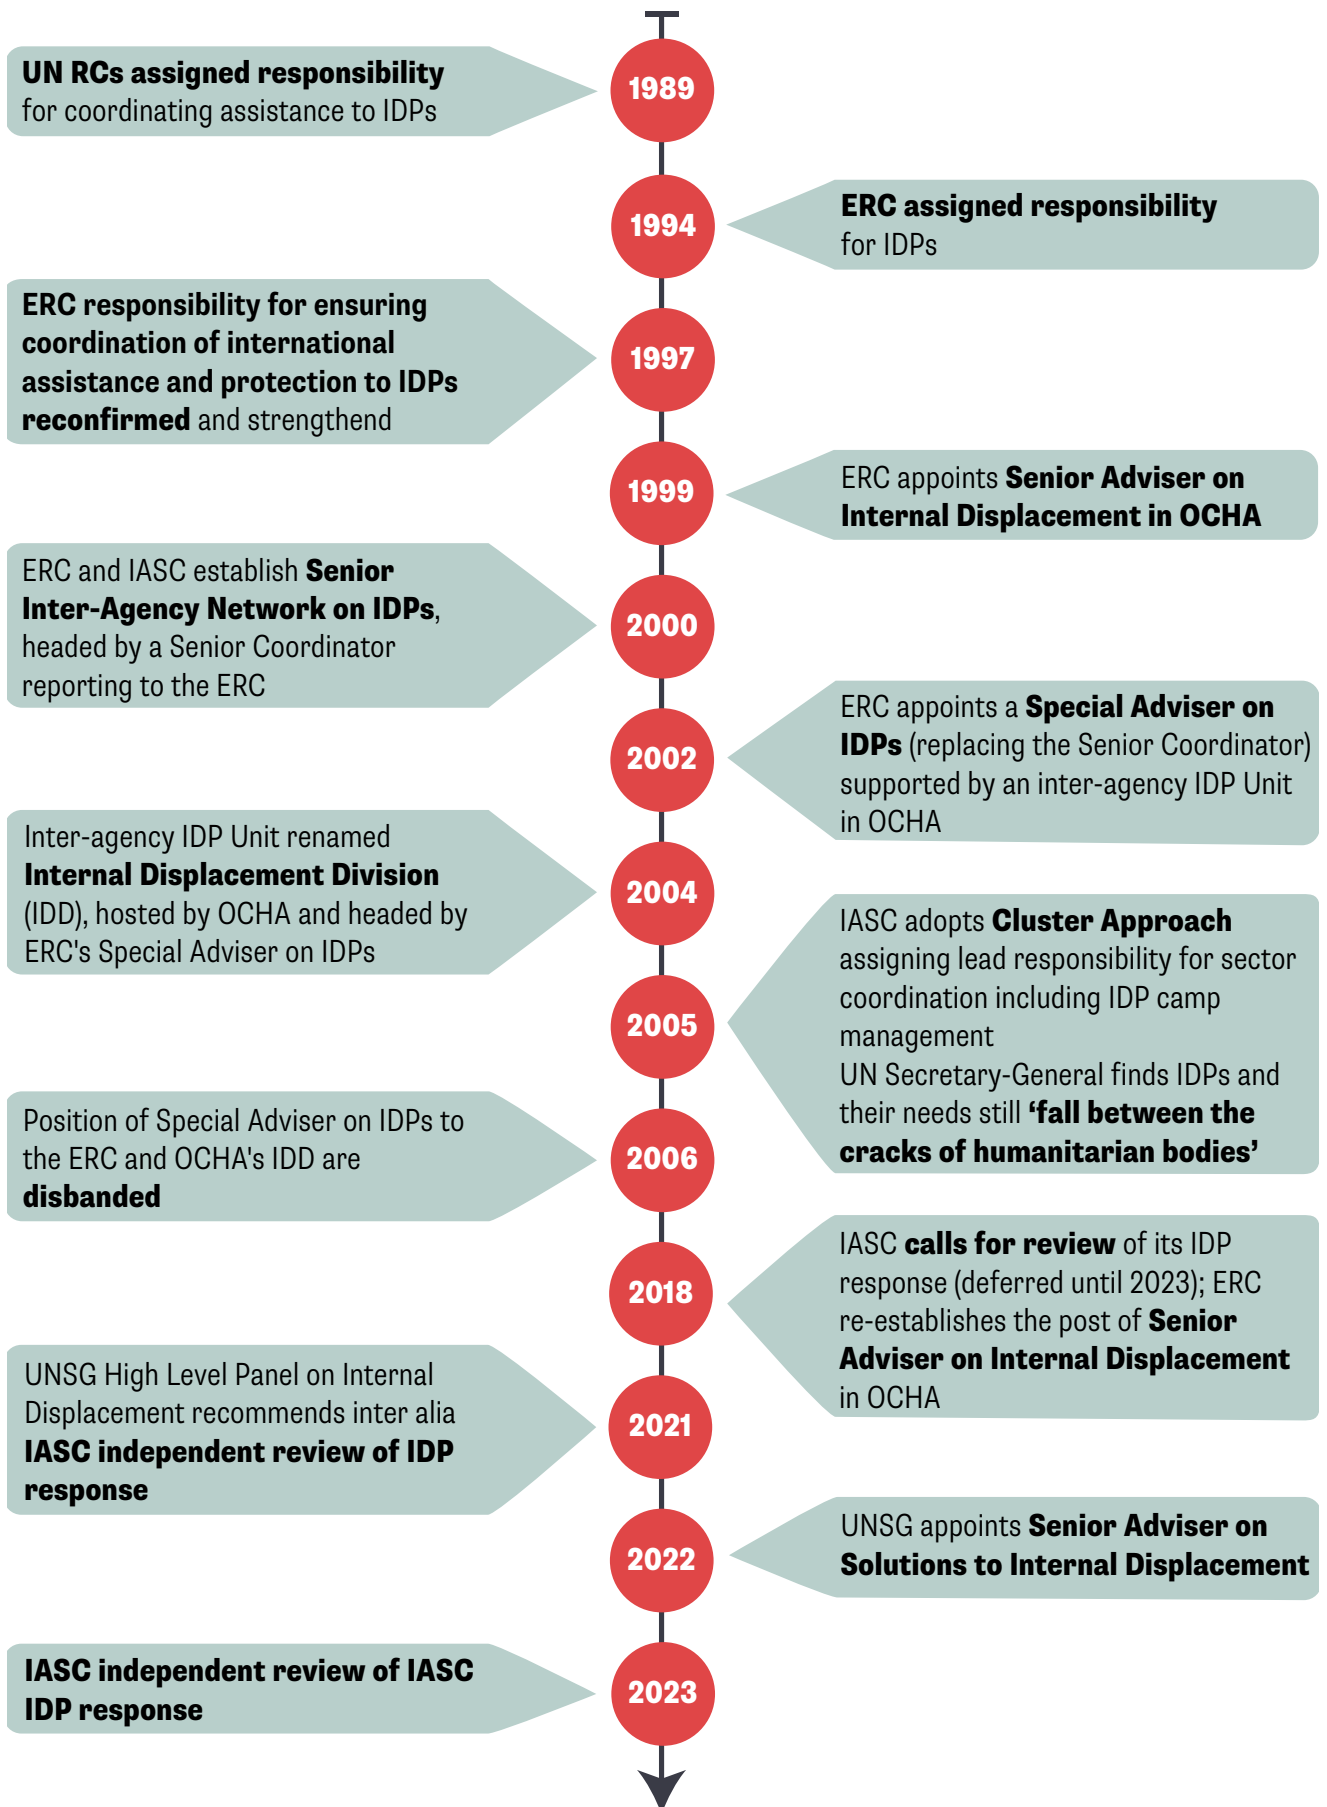 1989
UN RCs assigned responsibility
for coordinating assistance to IDPs
1994
ERC assigned responsibility
for IDPs
1997
ERC responsibility for ensuring
coordination of international
assistance and protection to IDPs
reconfirmed and strengthend
1999
ERC appoints Senior Adviser on
Internal Displacement in OCHA
2000
ERC and IASC establish Senior
Inter-Agency Network on IDPs,
headed by a Senior Coordinator
reporting to the ERC
2002
ERC appoints a Special Adviser on
IDPs (replacing the Senior Coordinator)
supported by an inter-agency IDP Unit
in OCHA
2004
Inter-agency IDP Unit renamed
Internal Displacement Division
(IDD), hosted by OCHA and headed by
ERC's Special Adviser on IDPs
2005
IASC adopts Cluster Approach
assigning lead responsibility for sector
coordination including IDP camp
management
UN Secretary-General finds IDPs and
their needs still ‘fall between the
cracks of humanitarian bodies’
2006
Position of Special Adviser on IDPs to
the ERC and OCHA's IDD are
disbanded
2018
IASC calls for review of its IDP
response (deferred until 2023); ERC
re-establishes the post of Senior
Adviser on Internal Displacement
in OCHA
2021
UNSG High Level Panel on Internal
Displacement recommends inter alia
IASC independent review of IDP
response
2022
UNSG appoints Senior Adviser on
Solutions to Internal Displacement
2023
IASC independent review of IASC
IDP response